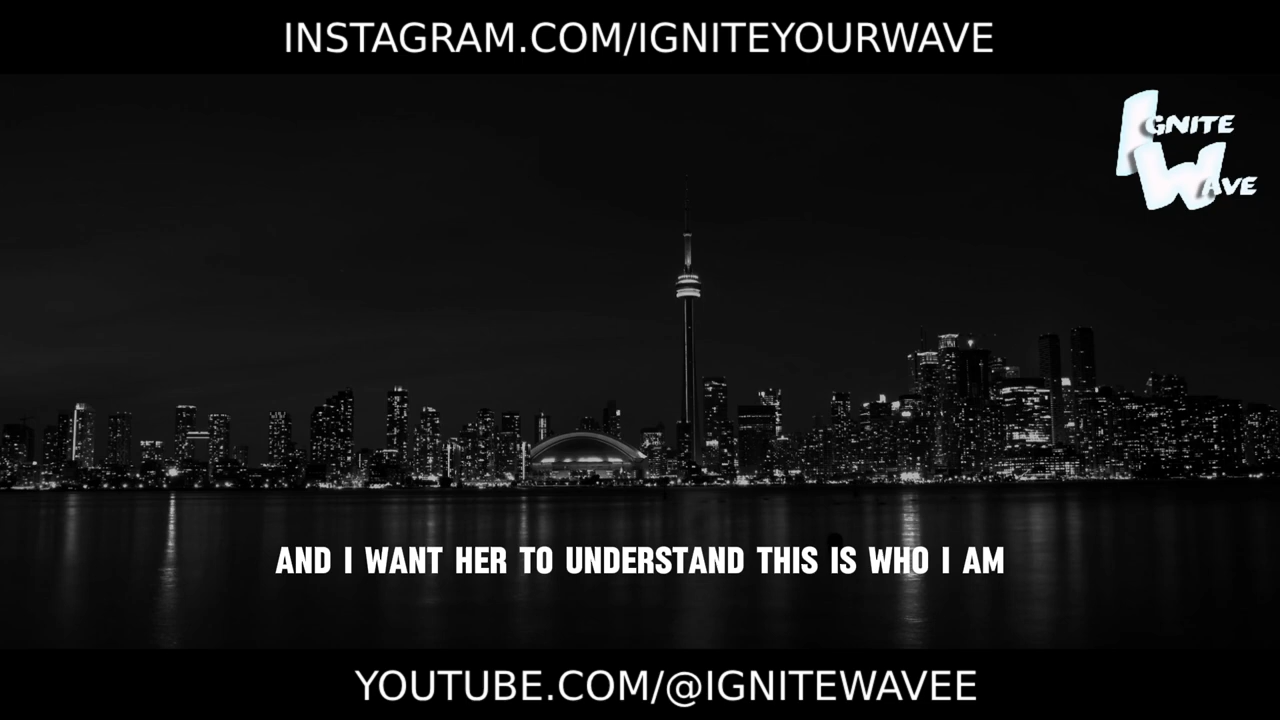 INSTAGRAM.COM/IGNITEYOURWAVE
IGNITE
WAVE
AND I WANT HER TO UNDERSTAND THIS IS WHO I AM
YOUTUBE.COM/@IGNITEWAVEE